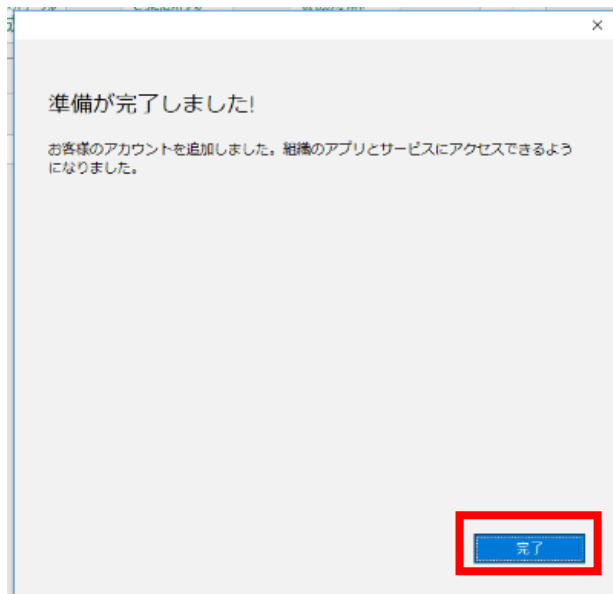 準備が完了しました!
お客様のアカウントを追加しました。組織のアプリとサービスにアクセスできるよう
になりました。
完了